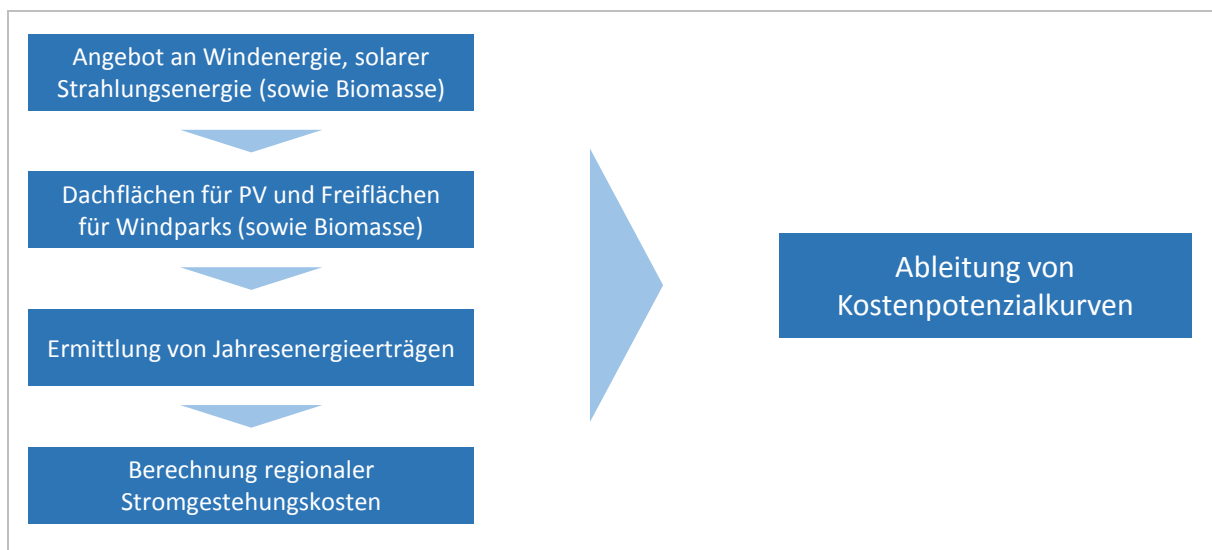 Angebot an Windenergie, solarer
Strahlungsenergie (sowie Biomasse)
Dachflächen für PV und Freiflächen
für Windparks (sowie Biomasse)
Ermittlung von Jahresenergieerträgen
Berechnung regionaler
Stromgestehungskosten
Ableitung von
Kostenpotenzialkurven